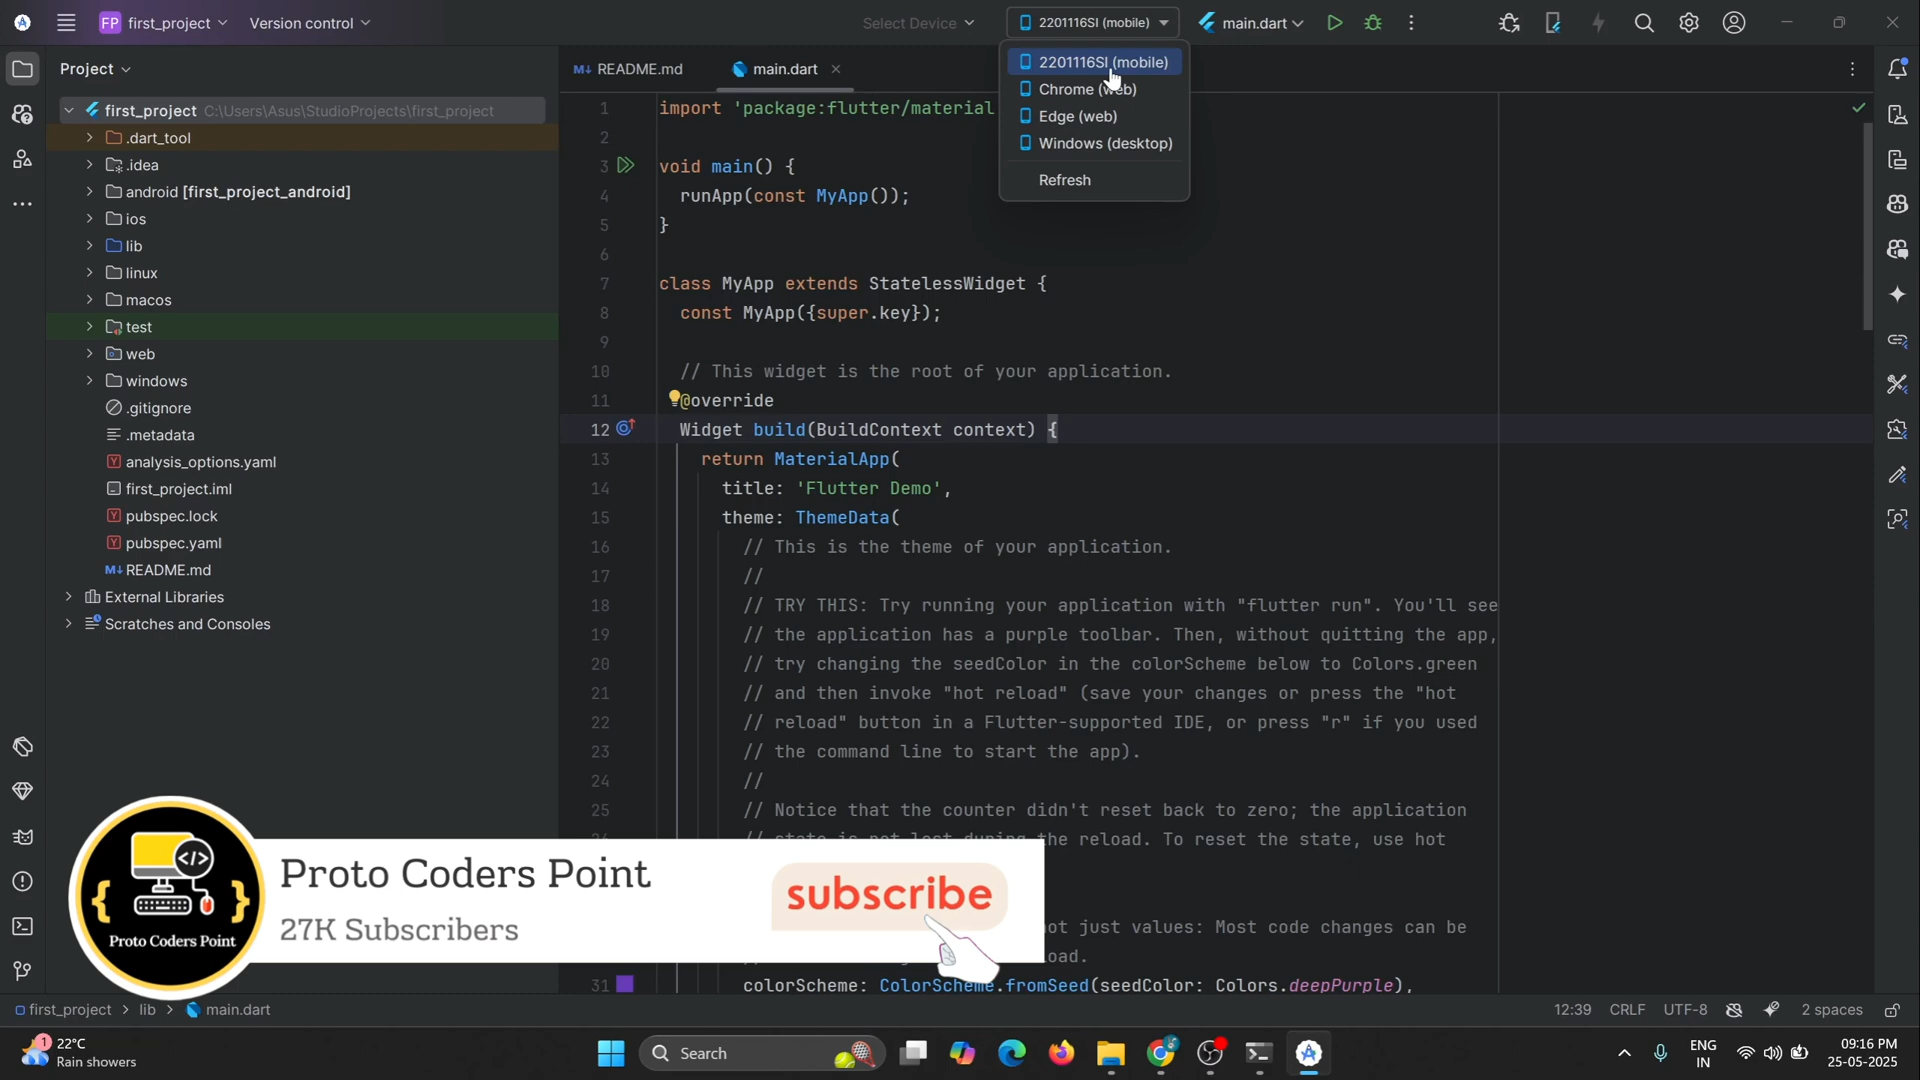 FP first_project
Version control
Select Device
2201116SI (mobile)
main.dart
2201116SI (mobile)
Chrome (web)
Edge (web)
Windows (desktop)
Refresh
Project
first_project C:\Users\Asus\StudioProjects\first_project
.dart_tool
.idea
android [first_project_android]
ios
lib
linux
macos
test
web
windows
.gitignore
.metadata
analysis_options.yaml
first_project.iml
pubspec.lock
pubspec.yaml
README.md
External Libraries
Scratches and Consoles
README.md
main.dart
1 import 'package:flutter/material
2
3 void main() {
4 runApp(const MyApp());
5 }
6
7 class MyApp extends StatelessWidget {
8 const MyApp({super.key});
9
10 // This widget is the root of your application.
11 @override
12 Widget build(BuildContext context) {
13 return MaterialApp(
14 title: 'Flutter Demo',
15 theme: ThemeData(
16 // This is the theme of your application.
17 //
18 // TRY THIS: Try running your application with "flutter run". You'll see
19 // the application has a purple toolbar. Then, without quitting the app,
20 // try changing the seedColor in the colorScheme below to Colors.green
21 // and then invoke "hot reload" (save your changes or press the "hot
22 // reload" button in a Flutter-supported IDE, or press "r" if you used
23 // the command line to start the app).
24 //
25 // Notice that the counter didn't reset back to zero; the application
the reload. To reset the state, use hot
not just values: Most code changes can be
31 colorScheme: ColorScheme.fromSeed(seedColor: Colors.deepPurple),
Proto Coders Point
Proto Coders Point
27K Subscribers
subscribe
first_project > lib > main.dart
12:39 CRLF UTF-8 2 spaces
1
22°C
Rain showers
Search
ENG
IN
09:16 PM
25-05-2025